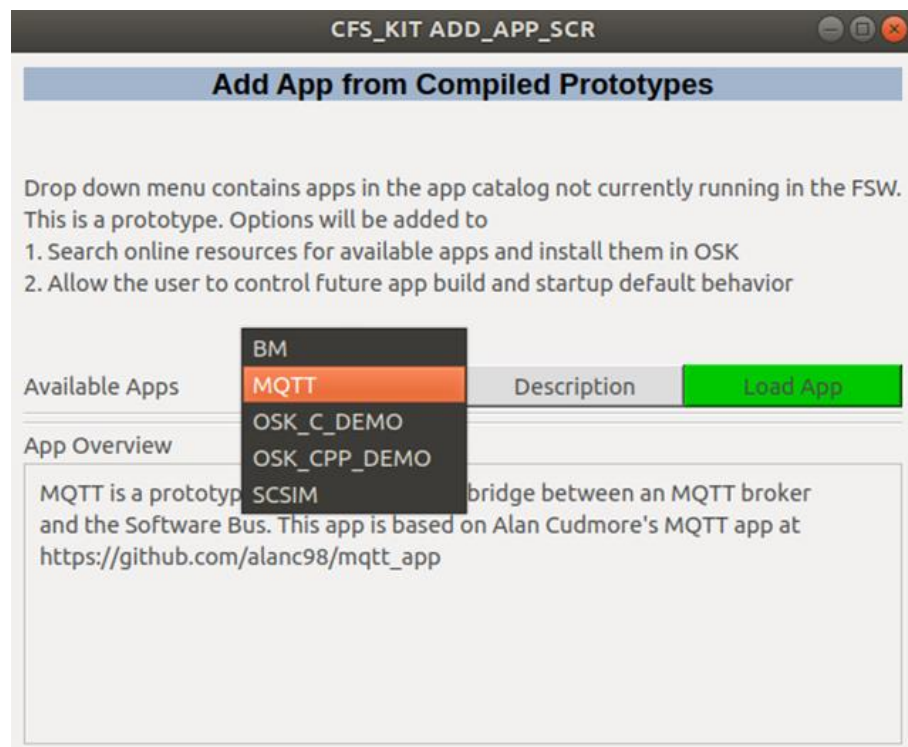 CFS_KIT ADD_APP_SCR
Add App from Compiled Prototypes
Drop down menu contains apps in the app catalog not currently running in the FSW.
This is a prototype. Options will be added to
1. Search online resources for available apps and install them in OSK
2. Allow the user to control future app build and startup default behavior
BM
Available Apps MQTT Description Load App
OSK_C_DEMO
App Overview
OSK_CPP_DEMO
SCSIM
MQTT is a prototyp bridge between an MQTT broker
and the Software Bus. This app is based on Alan Cudmore's MQTT app at
https://github.com/alanc98/mqtt_app